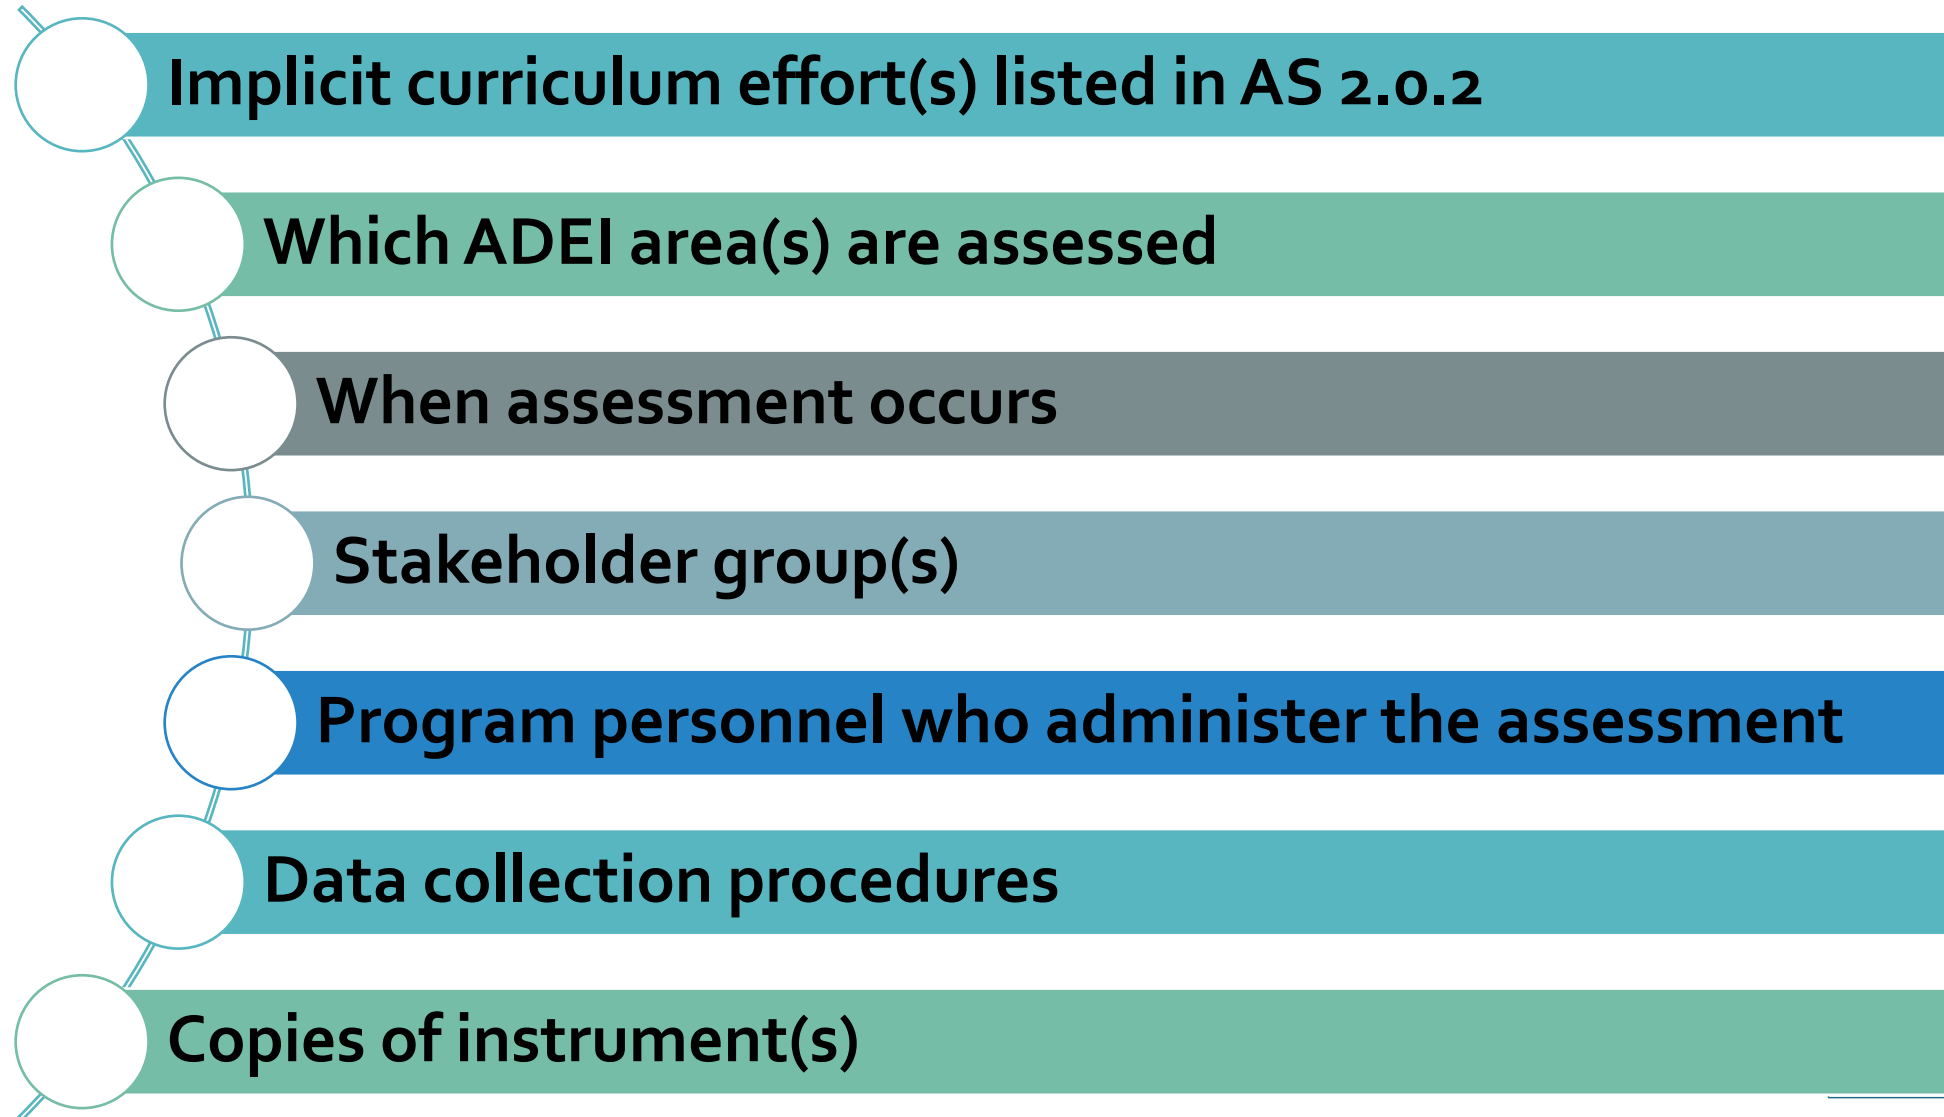 Implicit curriculum effort(s) listed in AS 2.0.2
Which ADEI area(s) are assessed
When assessment occurs
Stakeholder group(s)
Program personnel who administer the assessment
Data collection procedures
Copies of instrument(s)